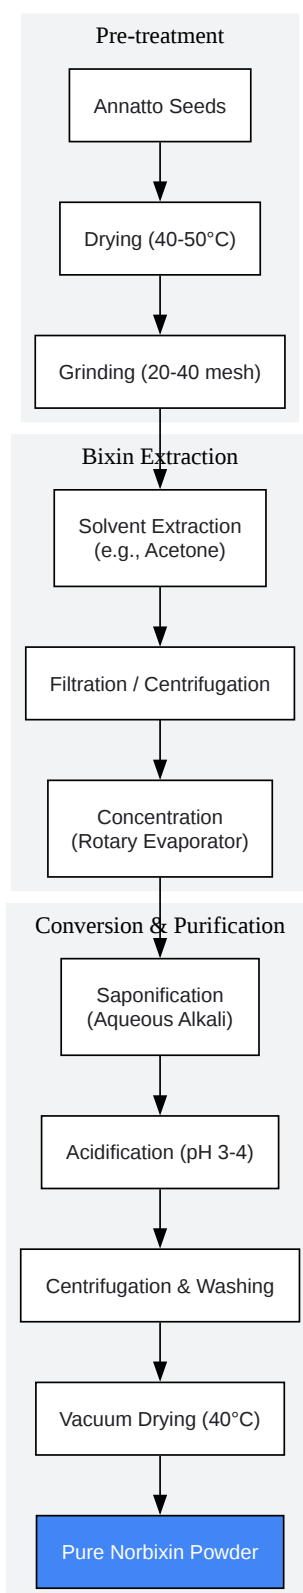 Pre-treatment
Annatto Seeds
Drying (40-50°C)
Grinding (20-40 mesh)
Bixin Extraction
Solvent Extraction
(e.g., Acetone)
Filtration / Centrifugation
Concentration
(Rotary Evaporator)
Conversion & Purification
Saponification
(Aqueous Alkali)
Acidification (pH 3-4)
Centrifugation & Washing
Vacuum Drying (40°C)
Pure Norbixin Powder